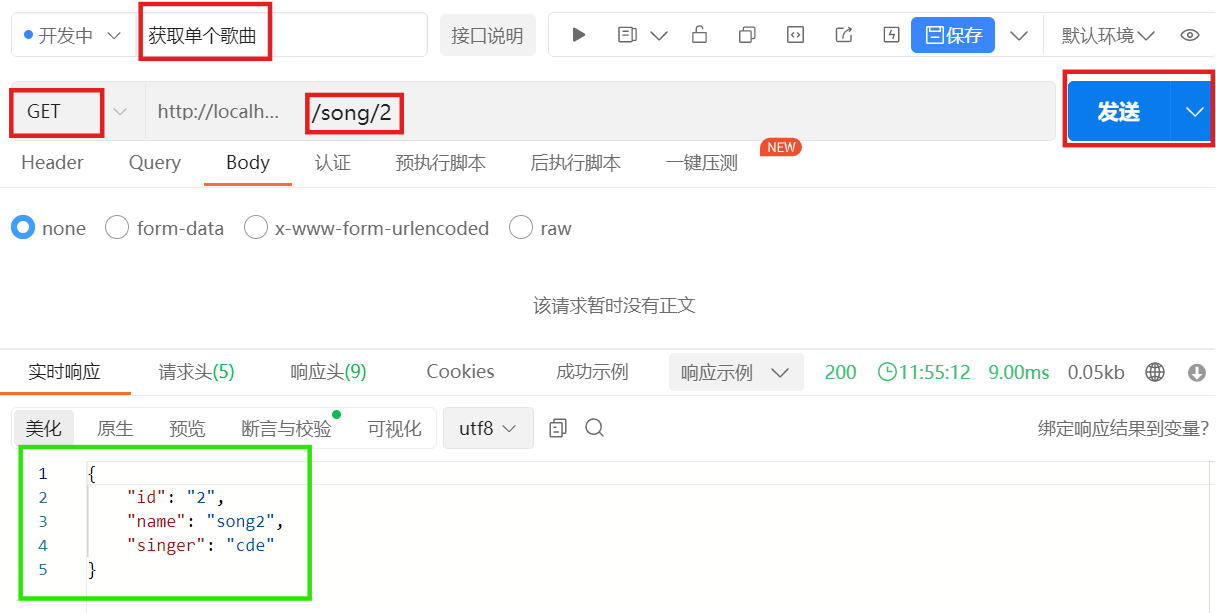 开发中 获取单个歌曲 接口说明 保存 默认环境
GET http://localh... /song/2 发送
Header Query Body 认证 预执行脚本 后执行脚本 一键压测 NEW
none form-data x-www-form-urlencoded raw
该请求暂时没有正文
实时响应 请求头(5) 响应头(9) Cookies 成功示例 响应示例 200 11:55:12 9.00ms 0.05kb
美化 原生 预览 断言与校验 可视化 utf8 绑定响应结果到变量?
1 {
2 "id": "2",
3 "name": "song2",
4 "singer": "cde"
5 }